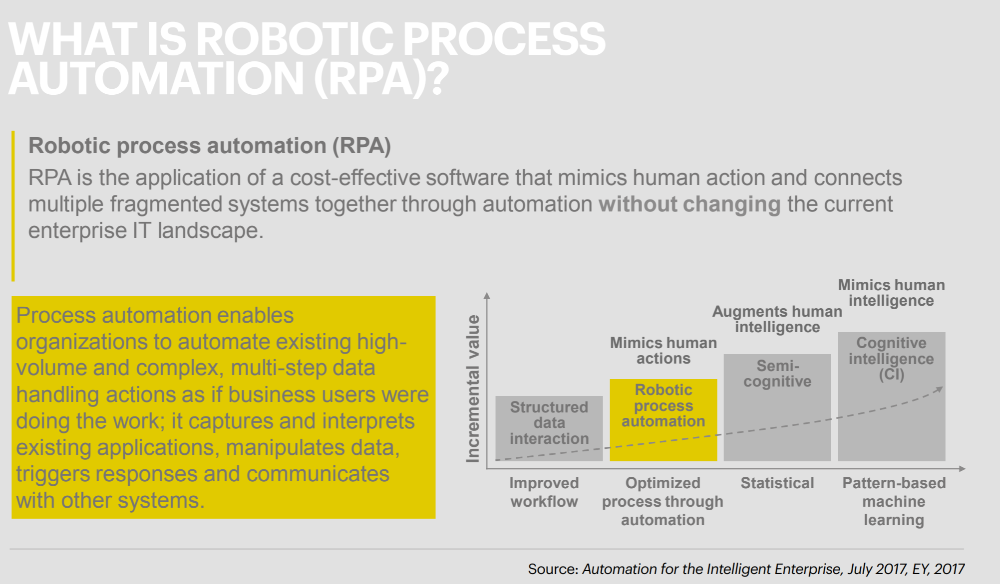 WHAT IS ROBOTIC PROCESS
AUTOMATION (RPA)?
Robotic process automation (RPA)
RPA is the application of a cost-effective software that mimics human action and connects
multiple fragmented systems together through automation without changing the current
enterprise IT landscape.
Process automation enables
organizations to automate existing high-
volume and complex, multi-step data
handling actions as if business users were
doing the work; it captures and interprets
existing applications, manipulates data,
triggers responses and communicates
with other systems.
Incremental value
Structured
data
interaction
Improved
workflow
Mimics human
actions
Robotic
process
automation
Optimized
process through
automation
Augments human
intelligence
Semi-
cognitive
Statistical
Mimics human
intelligence
Cognitive
intelligence
(CI)
Pattern-based
machine
learning
Source: Automation for the Intelligent Enterprise, July 2017, EY, 2017